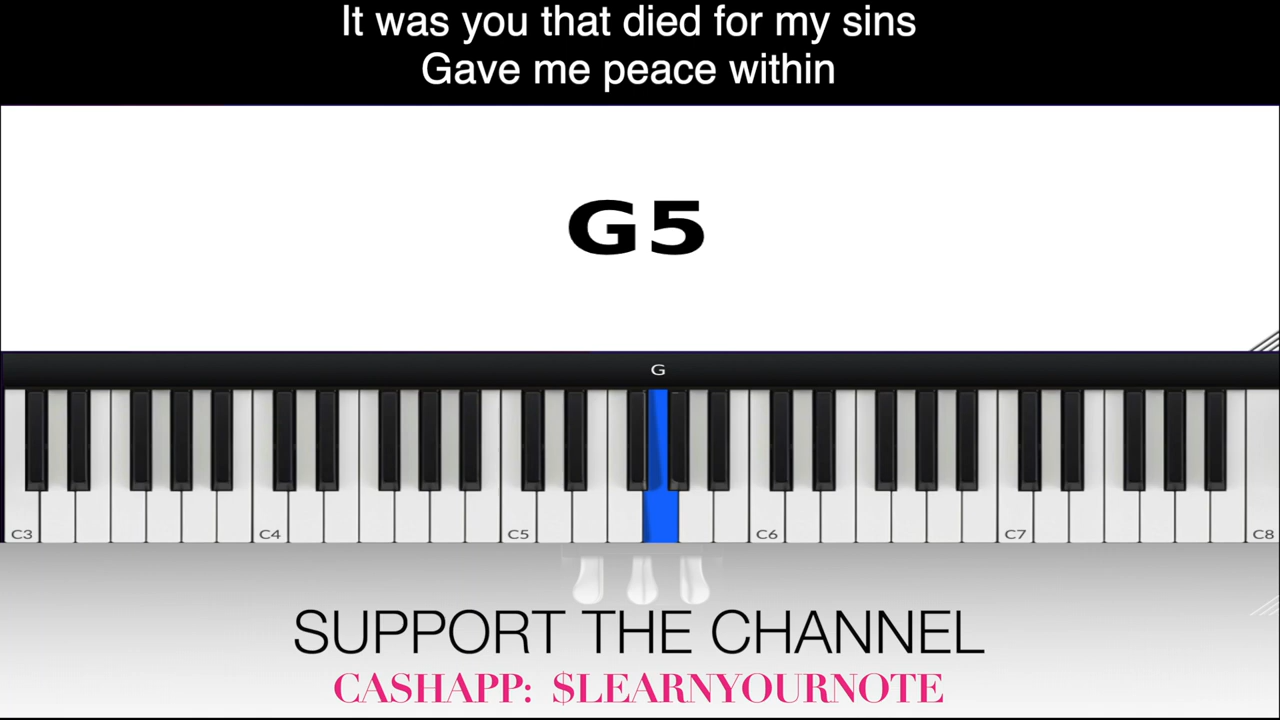 It was you that died for my sins
Gave me peace within
G5
G
C3 C4 C5 C6 C7 C8
SUPPORT THE CHANNEL
CASHAPP: $LEARNYOURNOTE